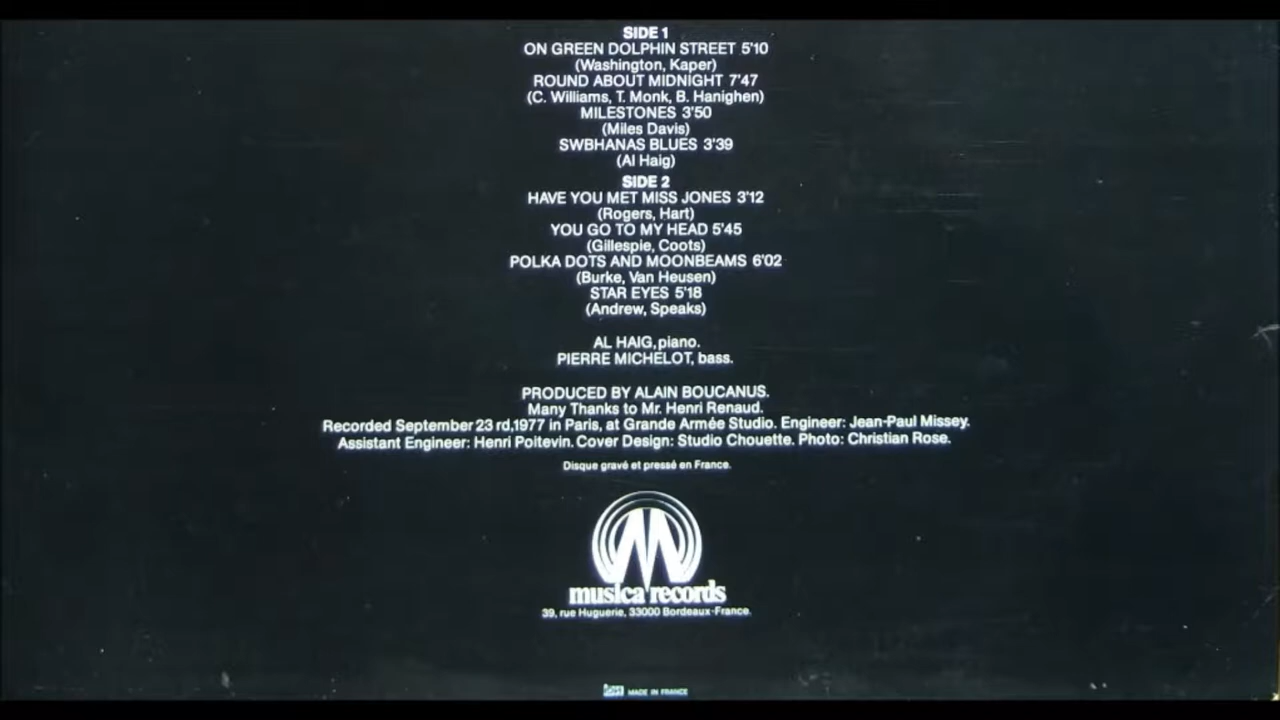 SIDE 1
ON GREEN DOLPHIN STREET 5'10
(Washington, Kaper)
ROUND ABOUT MIDNIGHT 7'47
(C. Williams, T. Monk, B. Hanighen)
MILESTONES 3'50
(Miles Davis)
SWBHANAS BLUES 3'39
(Al Haig)
SIDE 2
HAVE YOU MET MISS JONES 3'12
(Rogers, Hart)
YOU GO TO MY HEAD 5'45
(Gillespie, Coots)
POLKA DOTS AND MOONBEAMS 6'02
(Burke, Van Heusen)
STAR EYES 5'18
(Andrew, Speaks)
AL HAIG, piano.
PIERRE MICHELOT, bass.
PRODUCED BY ALAIN BOUCANUS.
Many Thanks to Mr. Henri Renaud.
Recorded September 23 rd, 1977 in Paris, at Grande Armée Studio. Engineer: Jean-Paul Missey.
Assistant Engineer: Henri Poitevin. Cover Design: Studio Chouette. Photo: Christian Rose.
Disque gravé et pressé en France.
musica records
39, rue Huguerie, 33000 Bordeaux-France.
MADE IN FRANCE